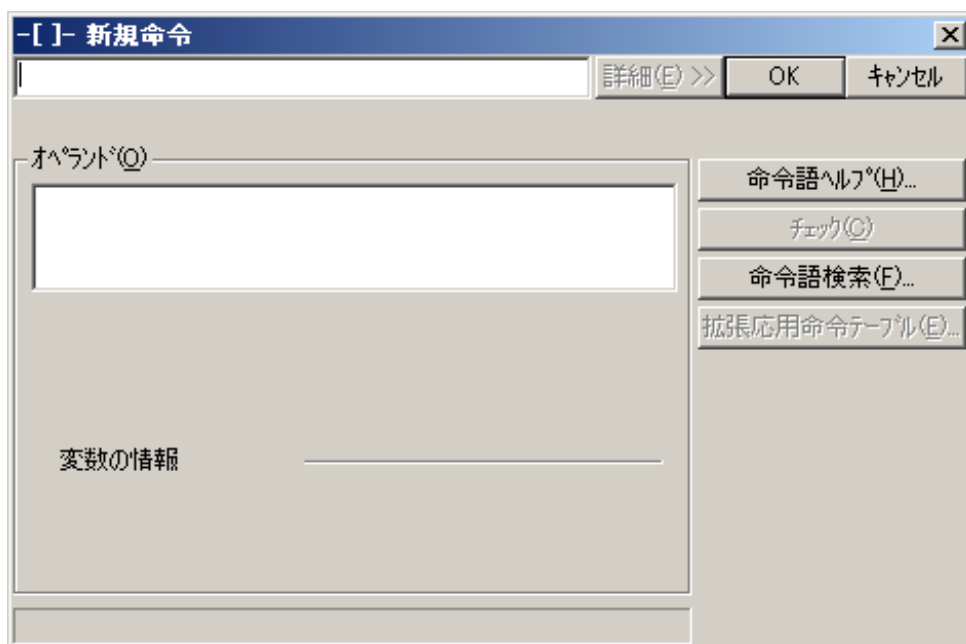 -[ ]- 新規命令
詳細(E) >> OK ｷｬﾝｾﾙ
ｵﾍﾟﾗﾝﾄﾞ(O)
命令語ﾍﾙﾌﾟ(H)...
ﾁｪｯｸ(C)
命令語検索(F)...
拡張応用命令ﾃｰﾌﾞﾙ(E)...
変数の情報